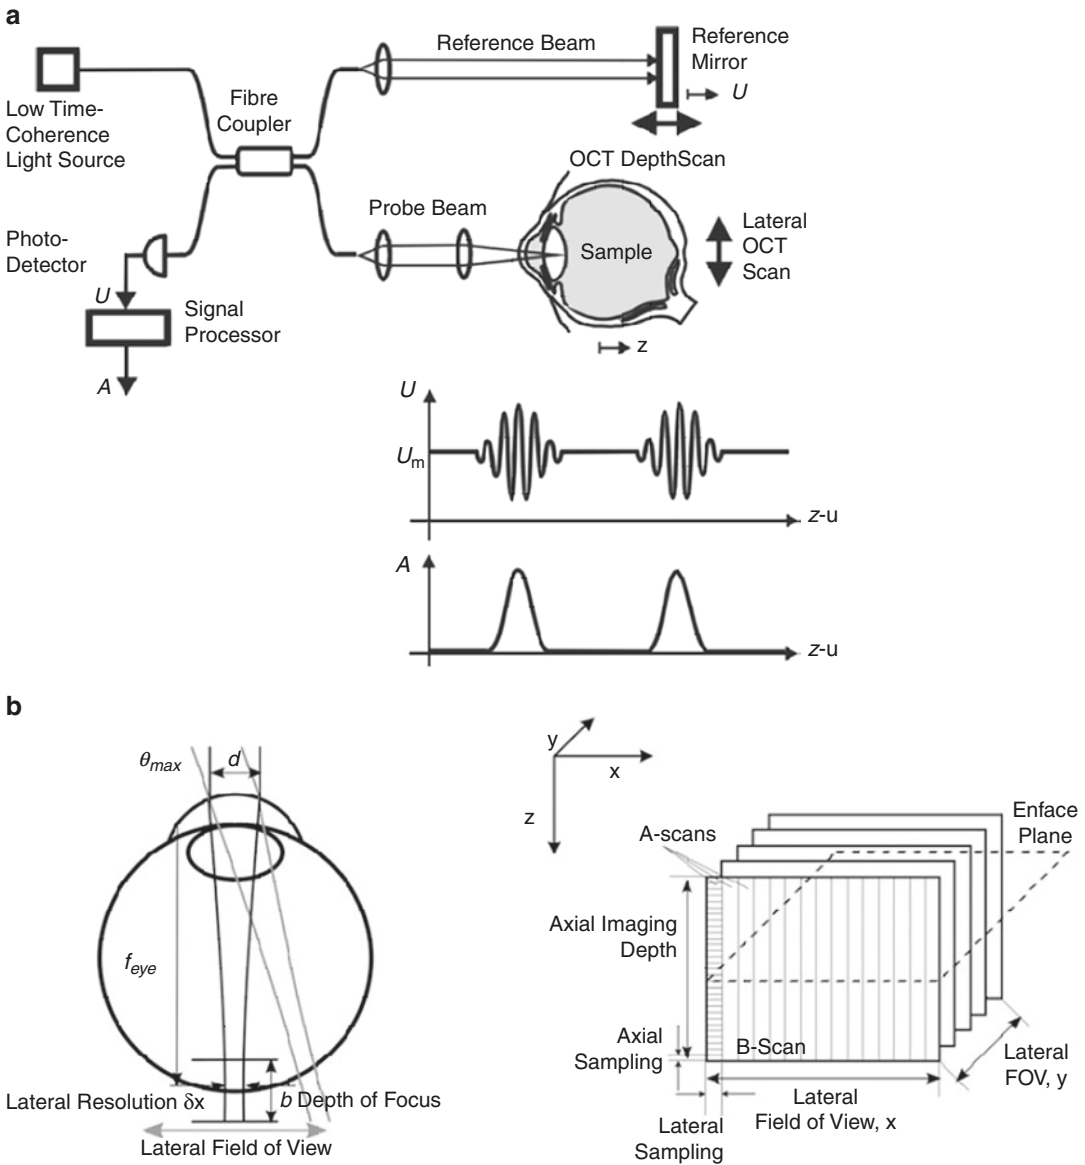 a
Reference Beam
Reference
Mirror
U
Low Time-
Coherence
Light Source
Fibre
Coupler
OCT DepthScan
Probe Beam
Sample
Lateral
OCT
Scan
z
Photo-
Detector
U
Signal
Processor
A
U
Um
z-u
A
z-u
b
θmax
d
feye
Lateral Resolution δx
b Depth of Focus
Lateral Field of View
y
x
z
A-scans
Enface
Plane
Axial Imaging
Depth
Axial
Sampling
B-Scan
Lateral
FOV, y
Lateral
Field of View, x
Lateral
Sampling